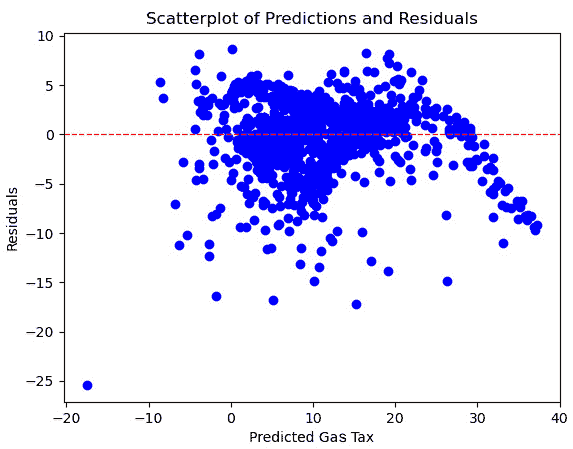 Scatterplot of Predictions and Residuals
10
5
0
−5
−10
−15
−20
−25
Residuals
−20 −10 0 10 20 30 40
Predicted Gas Tax